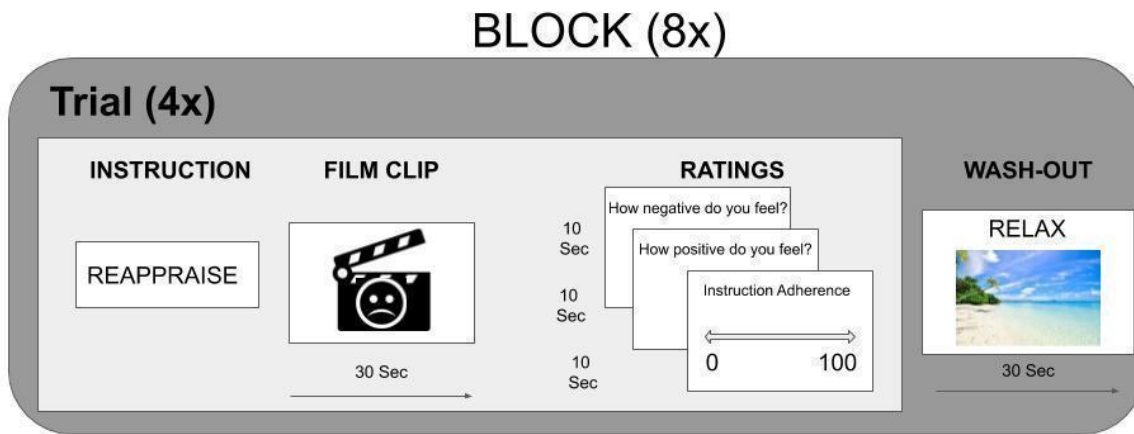 BLOCK (8x)
Trial (4x)
INSTRUCTION
FILM CLIP
RATINGS
WASH-OUT
REAPPRAISE
30 Sec
10
Sec
10
Sec
10
Sec
How negative do you feel?
How positive do you feel?
Instruction Adherence
0 100
RELAX
30 Sec